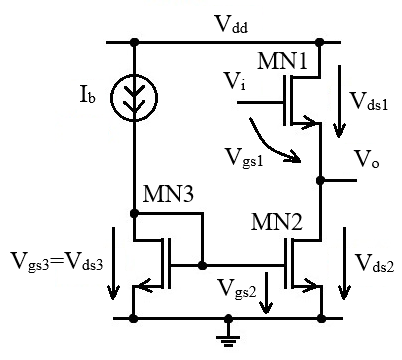 V_dd
MN1
I_b
V_i
V_ds1
V_gs1
V_o
MN3
MN2
V_gs3=V_ds3
V_gs2
V_ds2